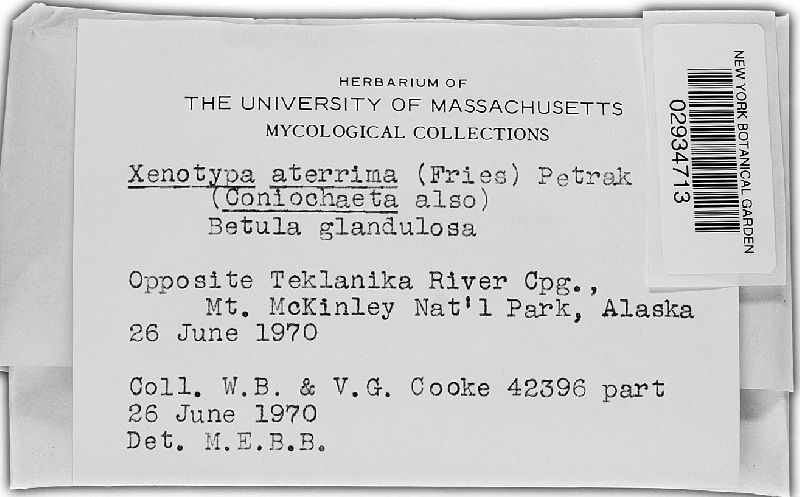 HERBARIUM OF
THE UNIVERSITY OF MASSACHUSETTS
MYCOLOGICAL COLLECTIONS
Xenotypa aterrima (Fries) Petrak
(Coniochaeta also)
Betula glandulosa
Opposite Teklanika River Cpg.,
Mt. McKinley Nat'l Park, Alaska
26 June 1970
Coll. W.B. & V.G. Cooke 42396 part
26 June 1970
Det. M.E.B.B.
NEW YORK BOTANICAL GARDEN
02934713